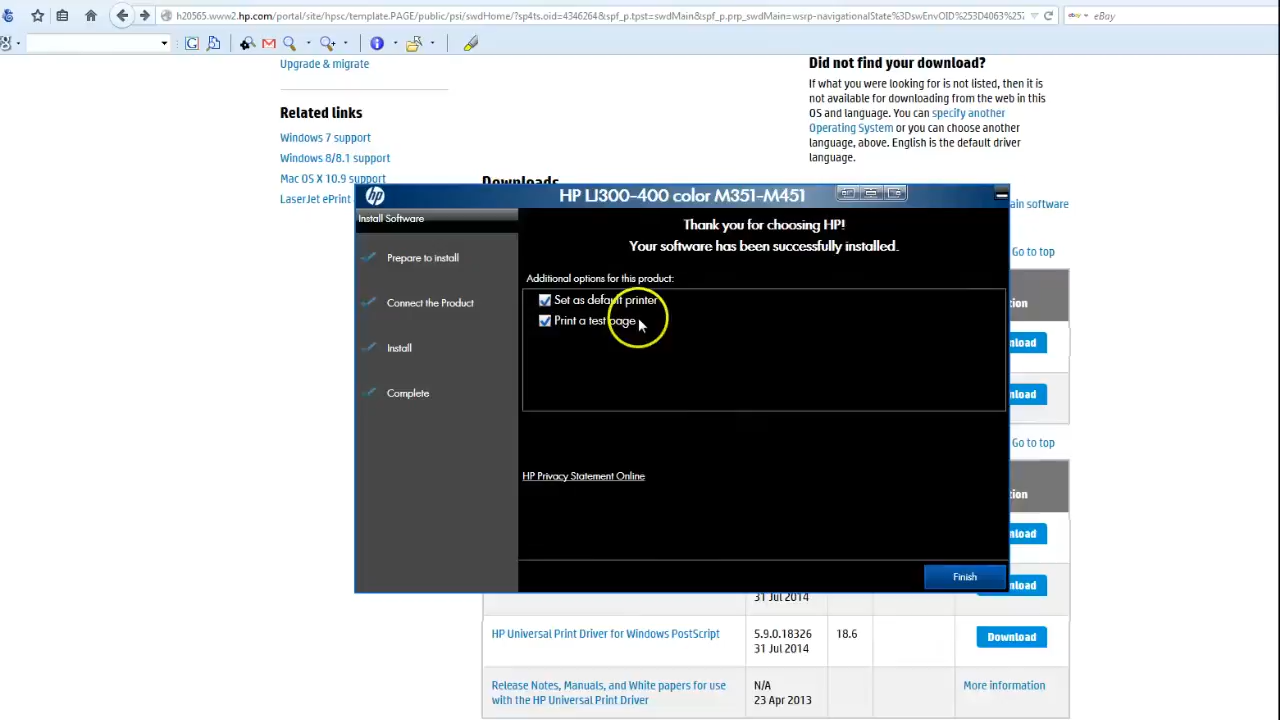 h20565.www2.hp.com/portal/site/hpsc/template.PAGE/public/psi/swdHome/?sp4ts.oid=4346264&spf_p.tpst=swdMain&spf_p.prp_swdMain=wsrp-navigationalState%3DswEnvOID%253D4063%257
eBay
Upgrade & migrate
Related links
Windows 7 support
Windows 8/8.1 support
Mac OS X 10.9 support
LaserJet ePrint
Did not find your download?
If what you were looking for is not listed, then it is
not available for downloading from the web in this
OS and language. You can specify another
Operating System or you can choose another
language, above. English is the default driver
language.
Downloads
ain software
Go to top
HP LJ300-400 color M351-M451
Install Software
Prepare to install
Connect the Product
Install
Complete
Thank you for choosing HP!
Your software has been successfully installed.
Additional options for this product:
Set as default printer
Print a test page
HP Privacy Statement Online
Finish
ion
nload
nload
Go to top
ion
nload
nload
31 Jul 2014
HP Universal Print Driver for Windows PostScript
5.9.0.18326
31 Jul 2014
18.6
Download
Release Notes, Manuals, and White papers for use
with the HP Universal Print Driver
N/A
23 Apr 2013
More information